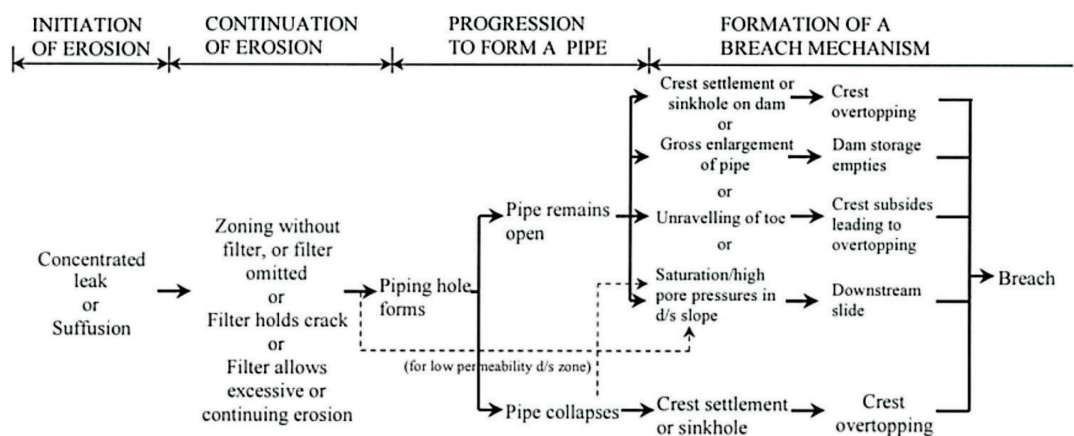 INITIATION
OF EROSION
CONTINUATION
OF EROSION
PROGRESSION
TO FORM A PIPE
FORMATION OF A
BREACH MECHANISM
Concentrated
leak
or
Suffusion
Zoning without
filter, or filter
omitted
or
Filter holds crack
or
Filter allows
excessive or
continuing erosion
Piping hole
forms
(for low permeability d/s zone)
Pipe remains
open
Pipe collapses
Crest settlement or
sinkhole on dam
or
Gross enlargement
of pipe
or
Unravelling of toe
or
Saturation/high
pore pressures in
d/s slope
Crest settlement
or sinkhole
Crest
overtopping
Dam storage
empties
Crest subsides
leading to
overtopping
Downstream
slide
Crest
overtopping
Breach